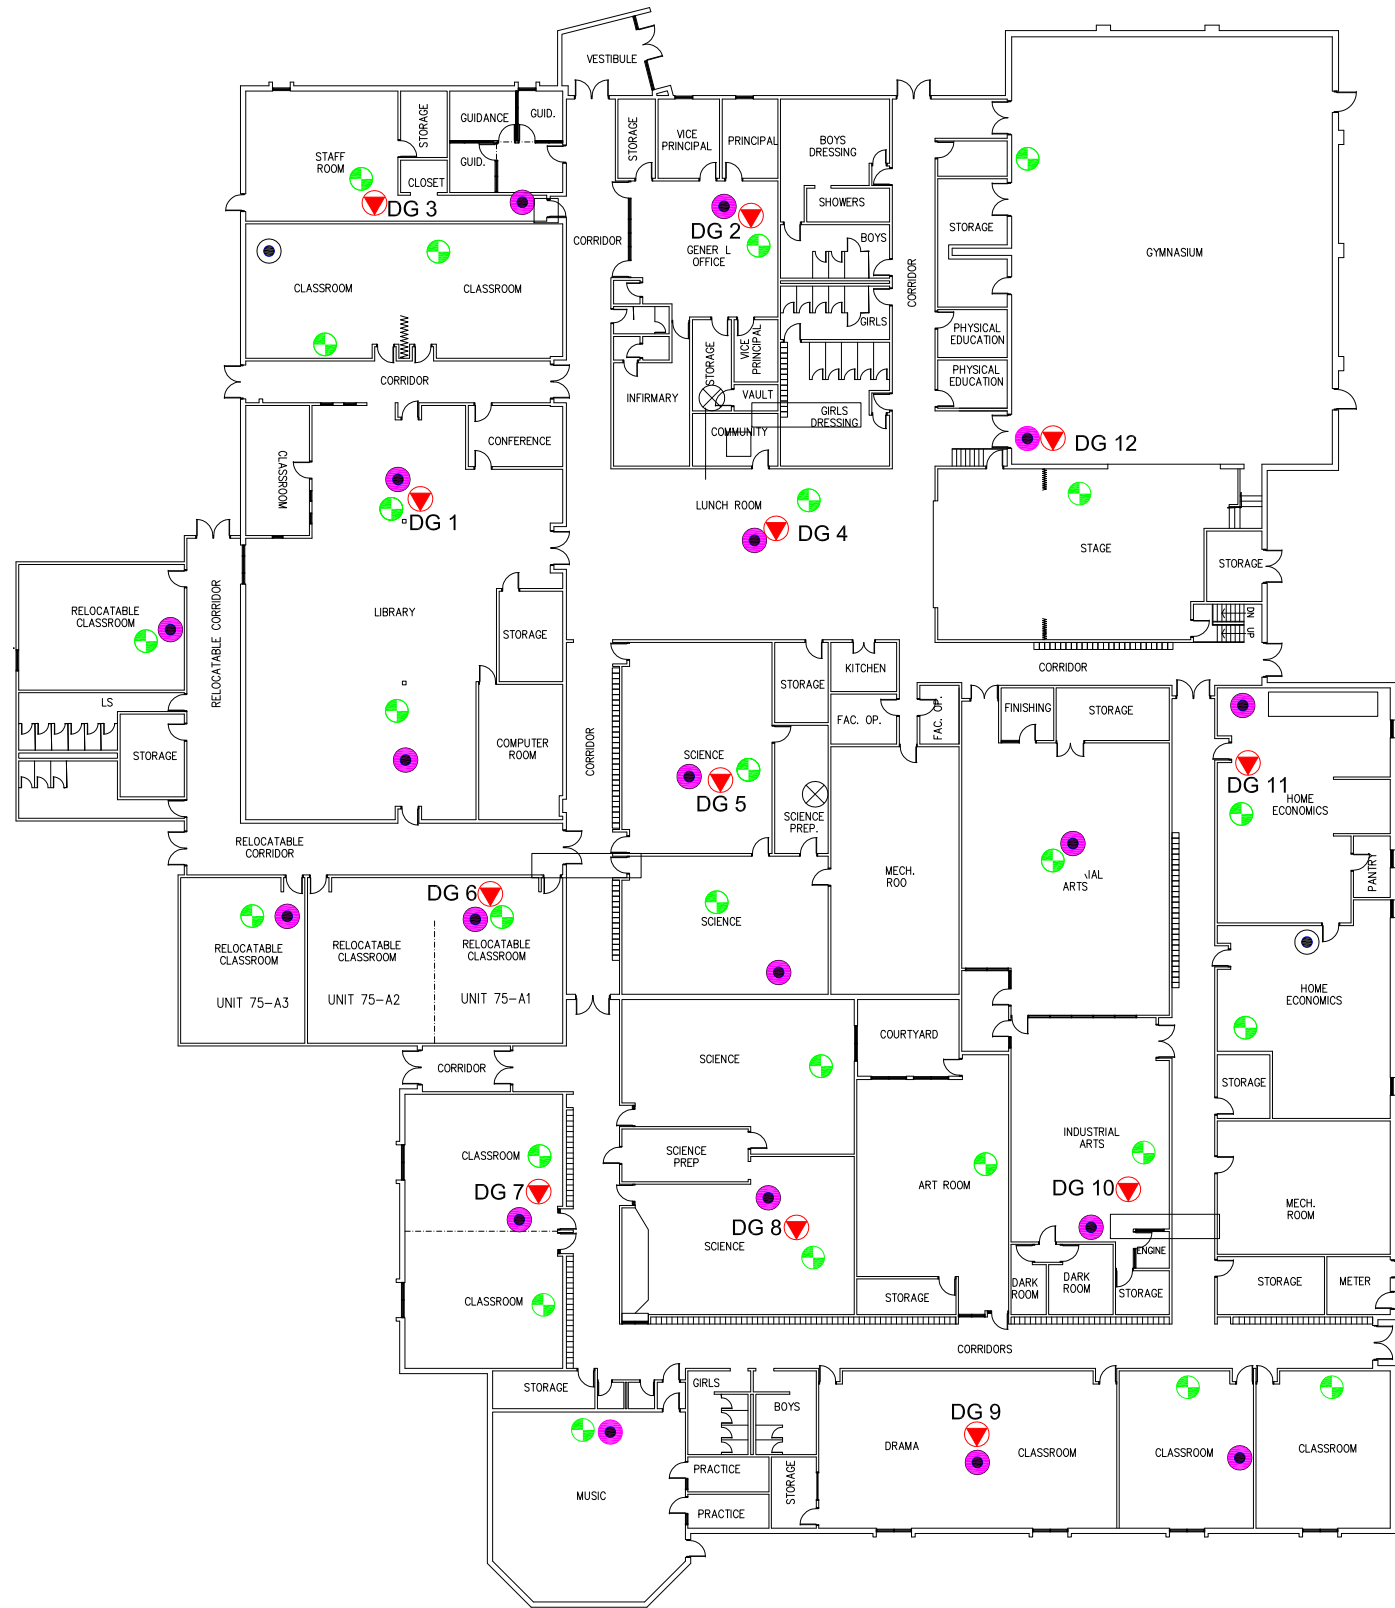 VESTIBULE
STORAGE
GUIDANCE
GUID.
STAFF
ROOM
GUID.
CLOSET
DG 3
STORAGE
VICE
PRINCIPAL
PRINCIPAL
BOYS
DRESSING
SHOWERS
BOYS
CORRIDOR
DG 2
GENER L
OFFICE
CORRIDOR
STORAGE
GYMNASIUM
CLASSROOM
CLASSROOM
GIRLS
PHYSICAL
EDUCATION
PHYSICAL
EDUCATION
CORRIDOR
INFIRMARY
STORAGE
VICE
PRINCIPAL
VAULT
COMMUNITY
GIRLS
DRESSING
CONFERENCE
CLASSROOM
DG 1
DG 12
LUNCH ROOM
DG 4
STAGE
STORAGE
DN
UP
RELOCATABLE
CLASSROOM
RELOCATABLE CORRIDOR
LIBRARY
STORAGE
LS
STORAGE
COMPUTER
ROOM
CORRIDOR
KITCHEN
STORAGE
FAC. OP.
FAC. OP.
CORRIDOR
FINISHING
STORAGE
SCIENCE
DG 5
SCIENCE
PREP.
DG 11
HOME
ECONOMICS
RELOCATABLE
CORRIDOR
MECH.
ROO
IAL
ARTS
PANTRY
DG 6
SCIENCE
RELOCATABLE
CLASSROOM
RELOCATABLE
CLASSROOM
RELOCATABLE
CLASSROOM
UNIT 75-A3
UNIT 75-A2
UNIT 75-A1
HOME
ECONOMICS
CORRIDOR
SCIENCE
COURTYARD
STORAGE
CLASSROOM
SCIENCE
PREP
INDUSTRIAL
ARTS
DG 7
ART ROOM
DG 10
MECH.
ROOM
DG 8
SCIENCE
ENGINE
CLASSROOM
STORAGE
DARK
ROOM
DARK
ROOM
STORAGE
STORAGE
METER
CORRIDORS
STORAGE
GIRLS
BOYS
DG 9
DRAMA
CLASSROOM
CLASSROOM
CLASSROOM
PRACTICE
STORAGE
MUSIC
PRACTICE